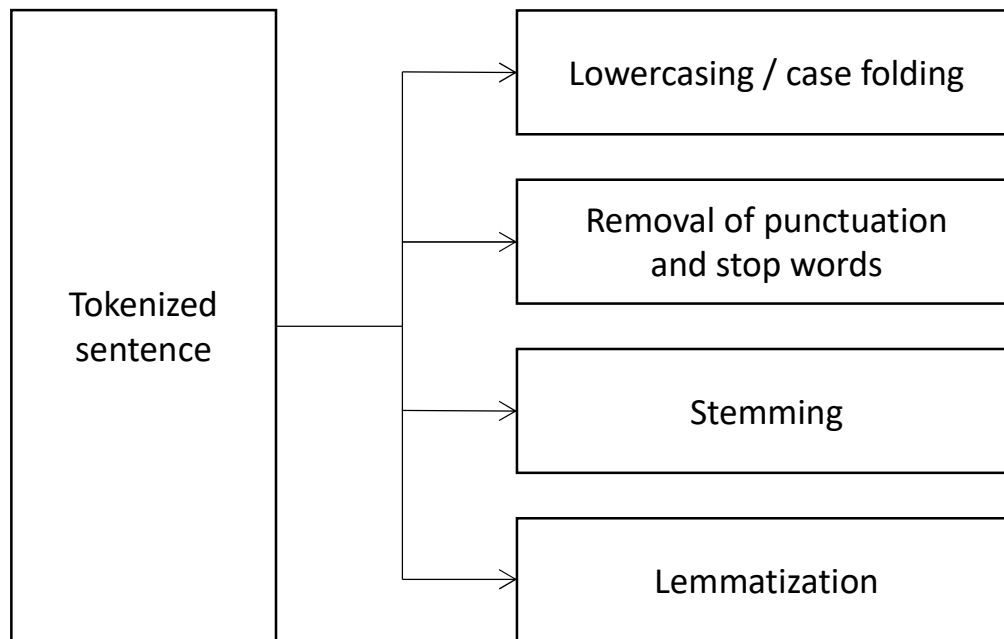 Tokenized
sentence
Lowercasing / case folding
Removal of punctuation
and stop words
Stemming
Lemmatization